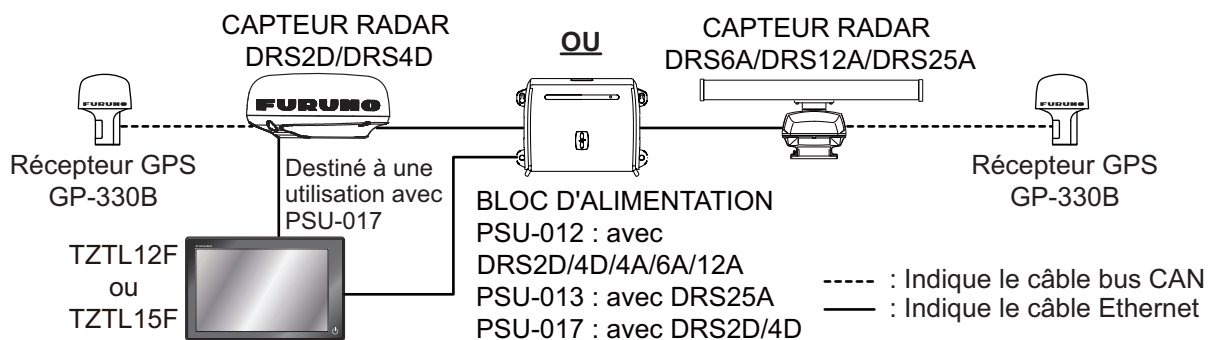 CAPTEUR RADAR
DRS2D/DRS4D
OU
CAPTEUR RADAR
DRS6A/DRS12A/DRS25A
FURUNO
FURUNO
FURUNO
Récepteur GPS
GP-330B
Destiné à une
utilisation avec
PSU-017
Récepteur GPS
GP-330B
TZTL12F
ou
TZTL15F
BLOC D'ALIMENTATION
PSU-012 : avec
DRS2D/4D/4A/6A/12A
PSU-013 : avec DRS25A
PSU-017 : avec DRS2D/4D
: Indique le câble bus CAN
: Indique le câble Ethernet